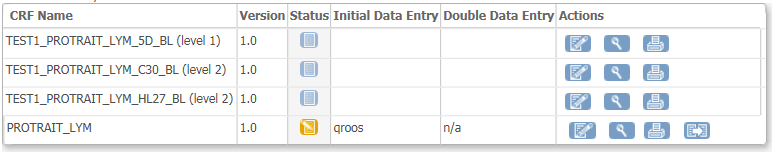 CRF Name Version Status Initial Data Entry Double Data Entry Actions
TEST1_PROTRAIT_LYM_5D_BL (level 1) 1.0
TEST1_PROTRAIT_LYM_C30_BL (level 2) 1.0
TEST1_PROTRAIT_LYM_HL27_BL (level 2) 1.0
PROTRAIT_LYM 1.0 qroos n/a